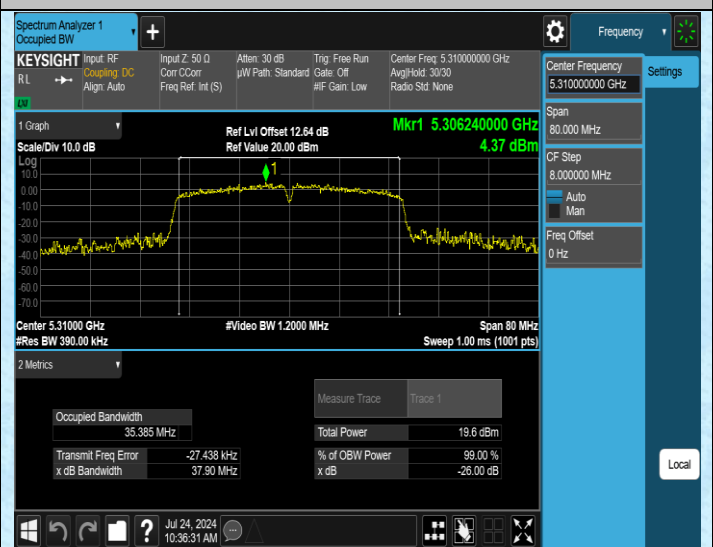 Spectrum Analyzer 1
Occupied BW
Frequency
KEYSIGHT
RL
LXI
Input: RF
Coupling: DC
Align: Auto
Input Z: 50 Ω
Corr CCorr
Freq Ref: Int (S)
Atten: 30 dB
µW Path: Standard
Trig: Free Run
Gate: Off
#IF Gain: Low
Center Freq: 5.310000000 GHz
Avg|Hold: 30/30
Radio Std: None
Center Frequency
5.310000000 GHz
Settings
Span
80.000 MHz
CF Step
8.000000 MHz
Auto
Man
Freq Offset
0 Hz
1 Graph
Scale/Div 10.0 dB
Ref Lvl Offset 12.64 dB
Ref Value 20.00 dBm
Mkr1 5.306240000 GHz
4.37 dBm
Log
10.0
0.00
-10.0
-20.0
-30.0
-40.0
-50.0
-60.0
-70.0
1
Center 5.31000 GHz
#Res BW 390.00 kHz
#Video BW 1.2000 MHz
Span 80 MHz
Sweep 1.00 ms (1001 pts)
2 Metrics
Measure Trace Trace 1
Occupied Bandwidth
35.385 MHz
Total Power 19.6 dBm
Transmit Freq Error -27.438 kHz
x dB Bandwidth 37.90 MHz
% of OBW Power 99.00 %
x dB -26.00 dB
Local
Jul 24, 2024
10:36:31 AM